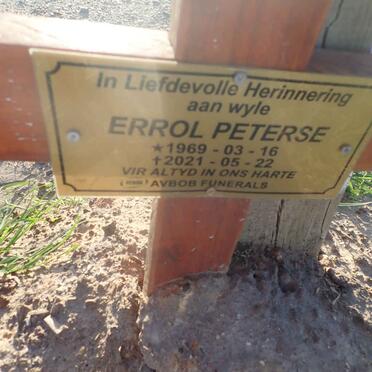 In Liefdevolle Herinnering
aan wyle
ERROL PETERSE
★1969 - 03 - 16
✝2021 - 05 - 22
VIR ALTYD IN ONS HARTE
AVBOB FUNERALS